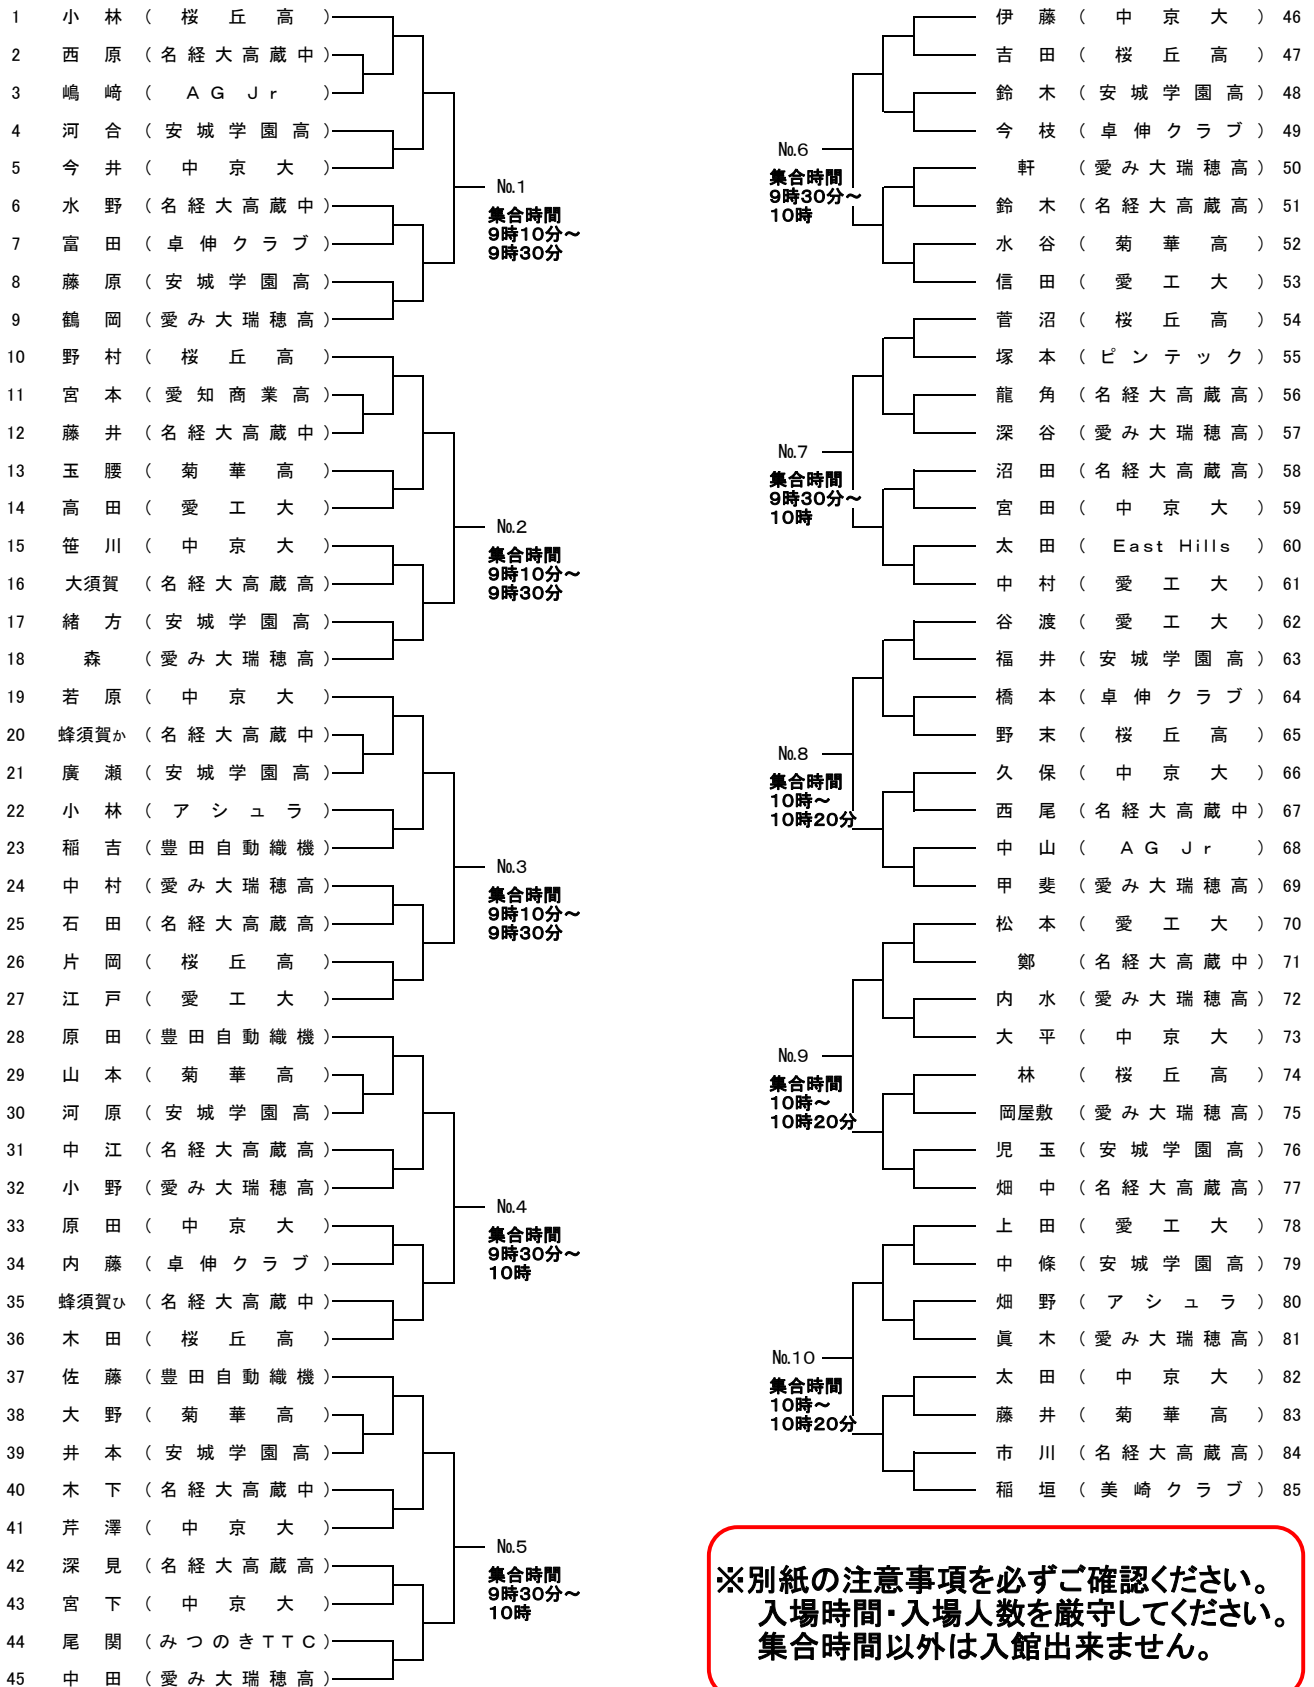 1 小林 (桜丘高)
2 西原 (名経大高蔵中)
3 嶋﨑 (AG Jr)
4 河合 (安城学園高)
5 今井 (中京大)
No.1
6 水野 (名経大高蔵中)
集合時間
9時10分～
9時30分
7 富田 (卓伸クラブ)
8 藤原 (安城学園高)
9 鶴岡 (愛み大瑞穂高)
10 野村 (桜丘高)
11 宮本 (愛知商業高)
12 藤井 (名経大高蔵中)
13 玉腰 (菊華高)
14 高田 (愛工大)
No.2
15 笹川 (中京大)
集合時間
9時10分～
9時30分
16 大須賀 (名経大高蔵高)
17 緒方 (安城学園高)
18 森 (愛み大瑞穂高)
19 若原 (中京大)
20 蜂須賀か (名経大高蔵中)
21 廣瀬 (安城学園高)
22 小林 (アシュラ)
23 稲吉 (豊田自動織機)
No.3
24 中村 (愛み大瑞穂高)
集合時間
9時10分～
9時30分
25 石田 (名経大高蔵高)
26 片岡 (桜丘高)
27 江戸 (愛工大)
28 原田 (豊田自動織機)
29 山本 (菊華高)
30 河原 (安城学園高)
31 中江 (名経大高蔵高)
32 小野 (愛み大瑞穂高)
No.4
33 原田 (中京大)
集合時間
9時30分～
10時
34 内藤 (卓伸クラブ)
35 蜂須賀ひ (名経大高蔵中)
36 木田 (桜丘高)
37 佐藤 (豊田自動織機)
38 大野 (菊華高)
39 井本 (安城学園高)
40 木下 (名経大高蔵中)
41 芹澤 (中京大)
No.5
42 深見 (名経大高蔵高)
集合時間
9時30分～
10時
43 宮下 (中京大)
44 尾関 (みつのきTTC)
45 中田 (愛み大瑞穂高)
伊藤 (中京大) 46
吉田 (桜丘高) 47
鈴木 (安城学園高) 48
今枝 (卓伸クラブ) 49
No.6
集合時間
9時30分～
10時
軒 (愛み大瑞穂高) 50
鈴木 (名経大高蔵高) 51
水谷 (菊華高) 52
信田 (愛工大) 53
菅沼 (桜丘高) 54
塚本 (ピンテック) 55
龍角 (名経大高蔵高) 56
深谷 (愛み大瑞穂高) 57
No.7
集合時間
9時30分～
10時
沼田 (名経大高蔵高) 58
宮田 (中京大) 59
太田 (East Hills) 60
中村 (愛工大) 61
谷渡 (愛工大) 62
福井 (安城学園高) 63
橋本 (卓伸クラブ) 64
野末 (桜丘高) 65
No.8
集合時間
10時～
10時20分
久保 (中京大) 66
西尾 (名経大高蔵中) 67
中山 (AG Jr) 68
甲斐 (愛み大瑞穂高) 69
松本 (愛工大) 70
鄭 (名経大高蔵中) 71
内水 (愛み大瑞穂高) 72
大平 (中京大) 73
No.9
集合時間
10時～
10時20分
林 (桜丘高) 74
岡屋敷 (愛み大瑞穂高) 75
児玉 (安城学園高) 76
畑中 (名経大高蔵高) 77
上田 (愛工大) 78
中條 (安城学園高) 79
畑野 (アシュラ) 80
眞木 (愛み大瑞穂高) 81
No.10
集合時間
10時～
10時20分
太田 (中京大) 82
藤井 (菊華高) 83
市川 (名経大高蔵高) 84
稲垣 (美崎クラブ) 85
※別紙の注意事項を必ずご確認ください。
入場時間・入場人数を厳守してください。
集合時間以外は入館出来ません。